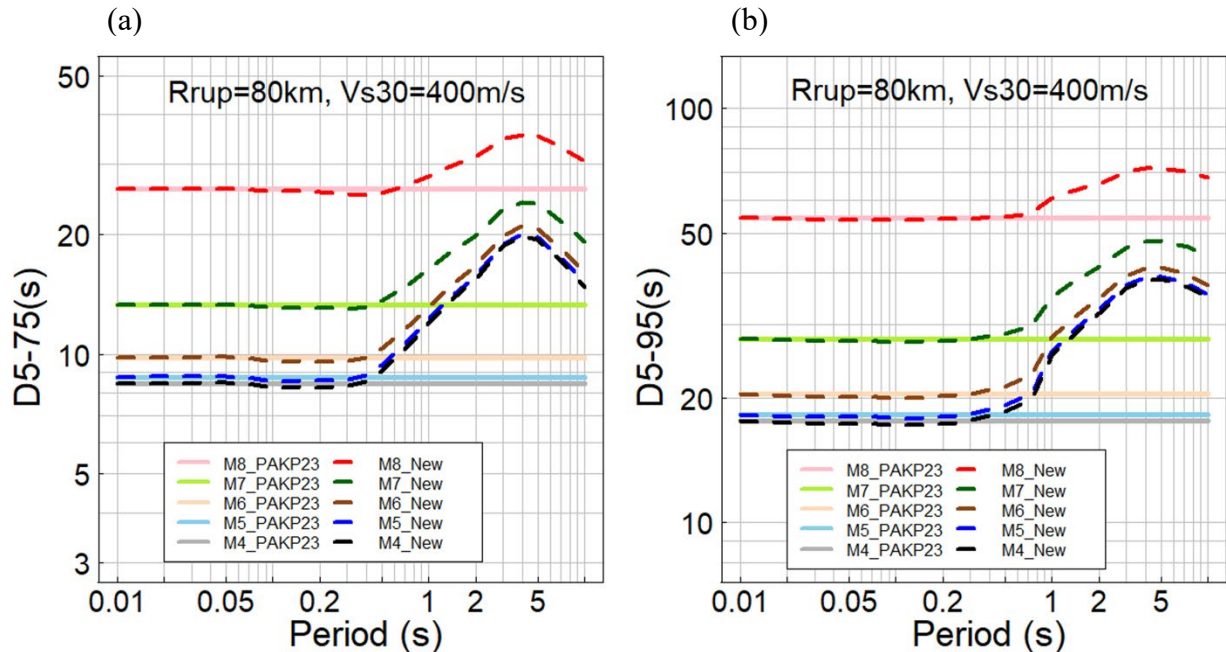 (a)
(b)
Rrup=80km, Vs30=400m/s
50
20
10
5
3
D5-75(s)
M8_PAKP23 M8_New
M7_PAKP23 M7_New
M6_PAKP23 M6_New
M5_PAKP23 M5_New
M4_PAKP23 M4_New
0.01 0.05 0.2 1 2 5
Period (s)
Rrup=80km, Vs30=400m/s
100
50
20
10
D5-95(s)
M8_PAKP23 M8_New
M7_PAKP23 M7_New
M6_PAKP23 M6_New
M5_PAKP23 M5_New
M4_PAKP23 M4_New
0.01 0.05 0.2 1 2 5
Period (s)